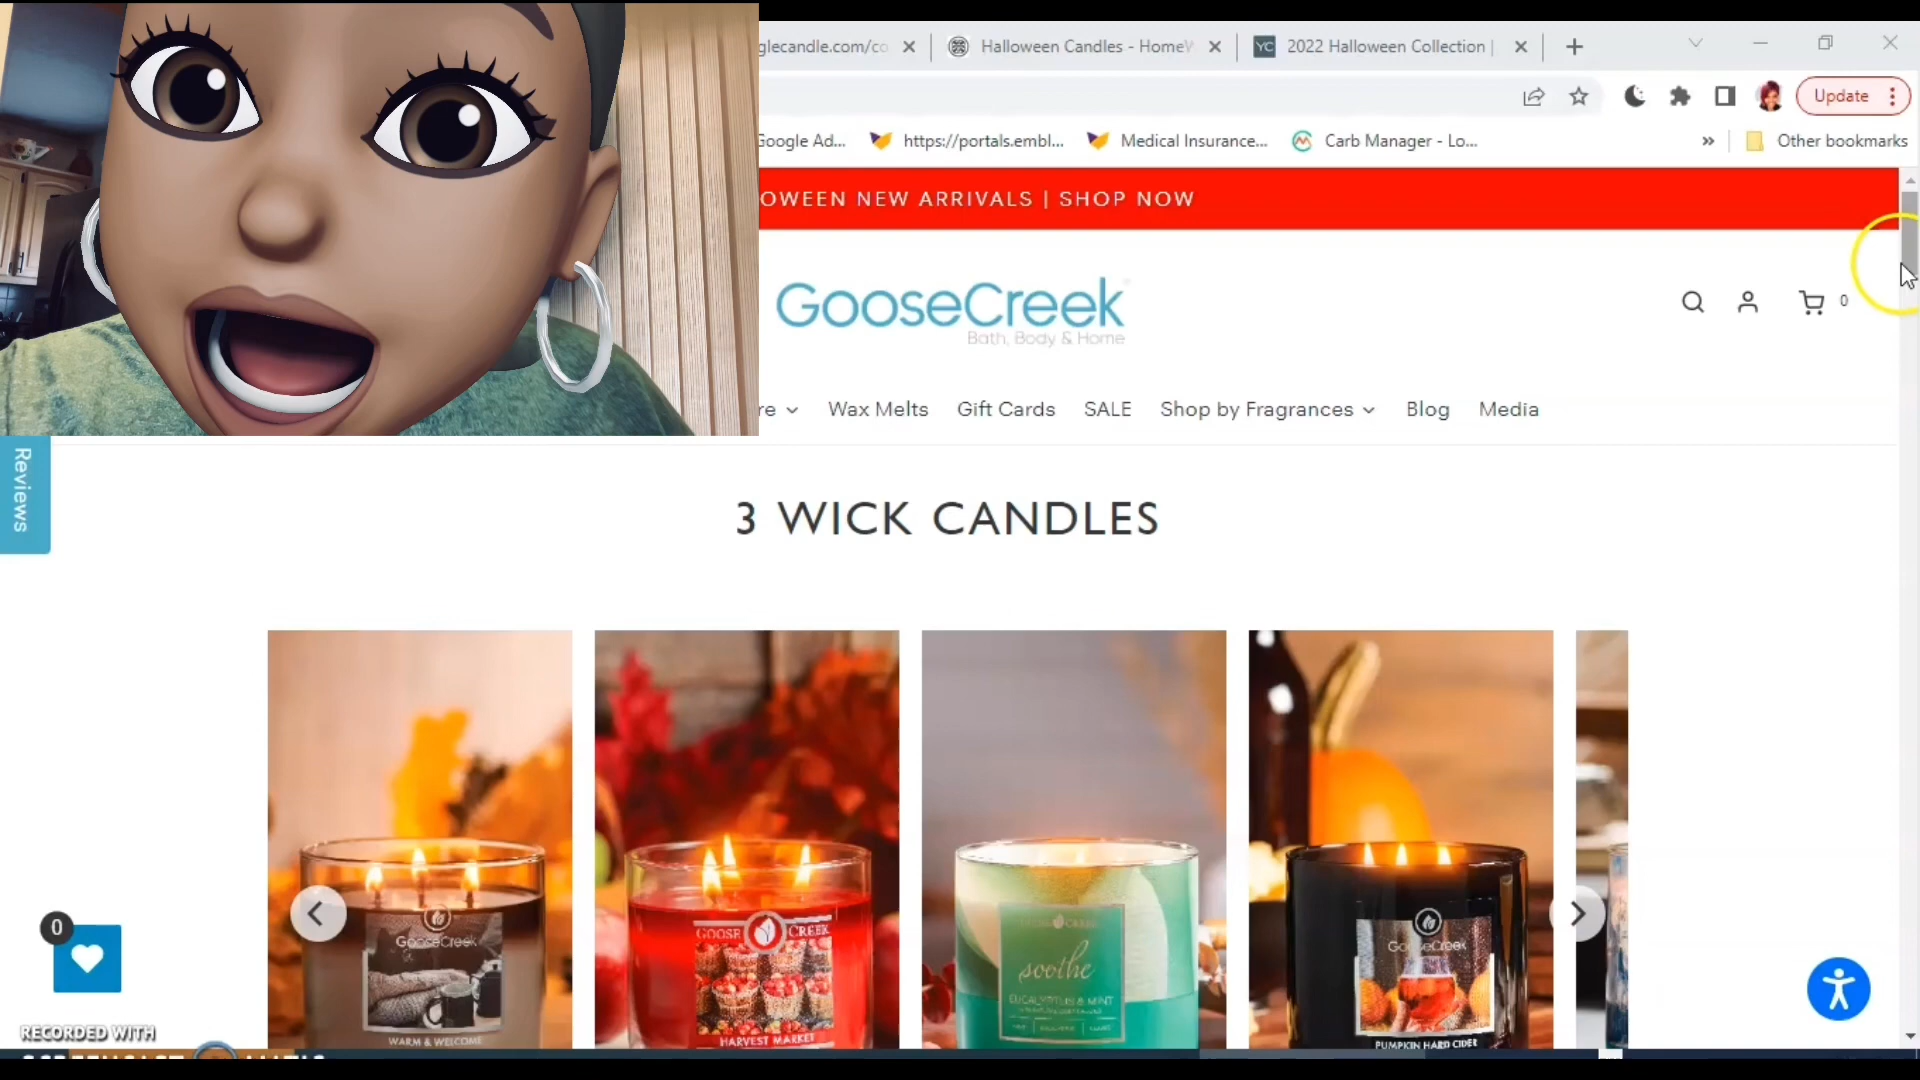 glecandle.com/co
Halloween Candles - HomeW
YC
2022 Halloween Collection |
Update
Google Ad...
https://portals.embl...
Medical Insurance...
Carb Manager - Lo...
»
Other bookmarks
OWEEN NEW ARRIVALS | SHOP NOW
GooseCreek
Bath, Body & Home
0
re
Wax Melts
Gift Cards
SALE
Shop by Fragrances
Blog
Media
Reviews
3 WICK CANDLES
GooseCreek
WARM & WELCOME
GOOSE CREEK
HARVEST MARKET
soothe
EUCALYPTUS & MINT
GooseCreek
PUMPKIN HARD CIDER
0
RECORDED WITH